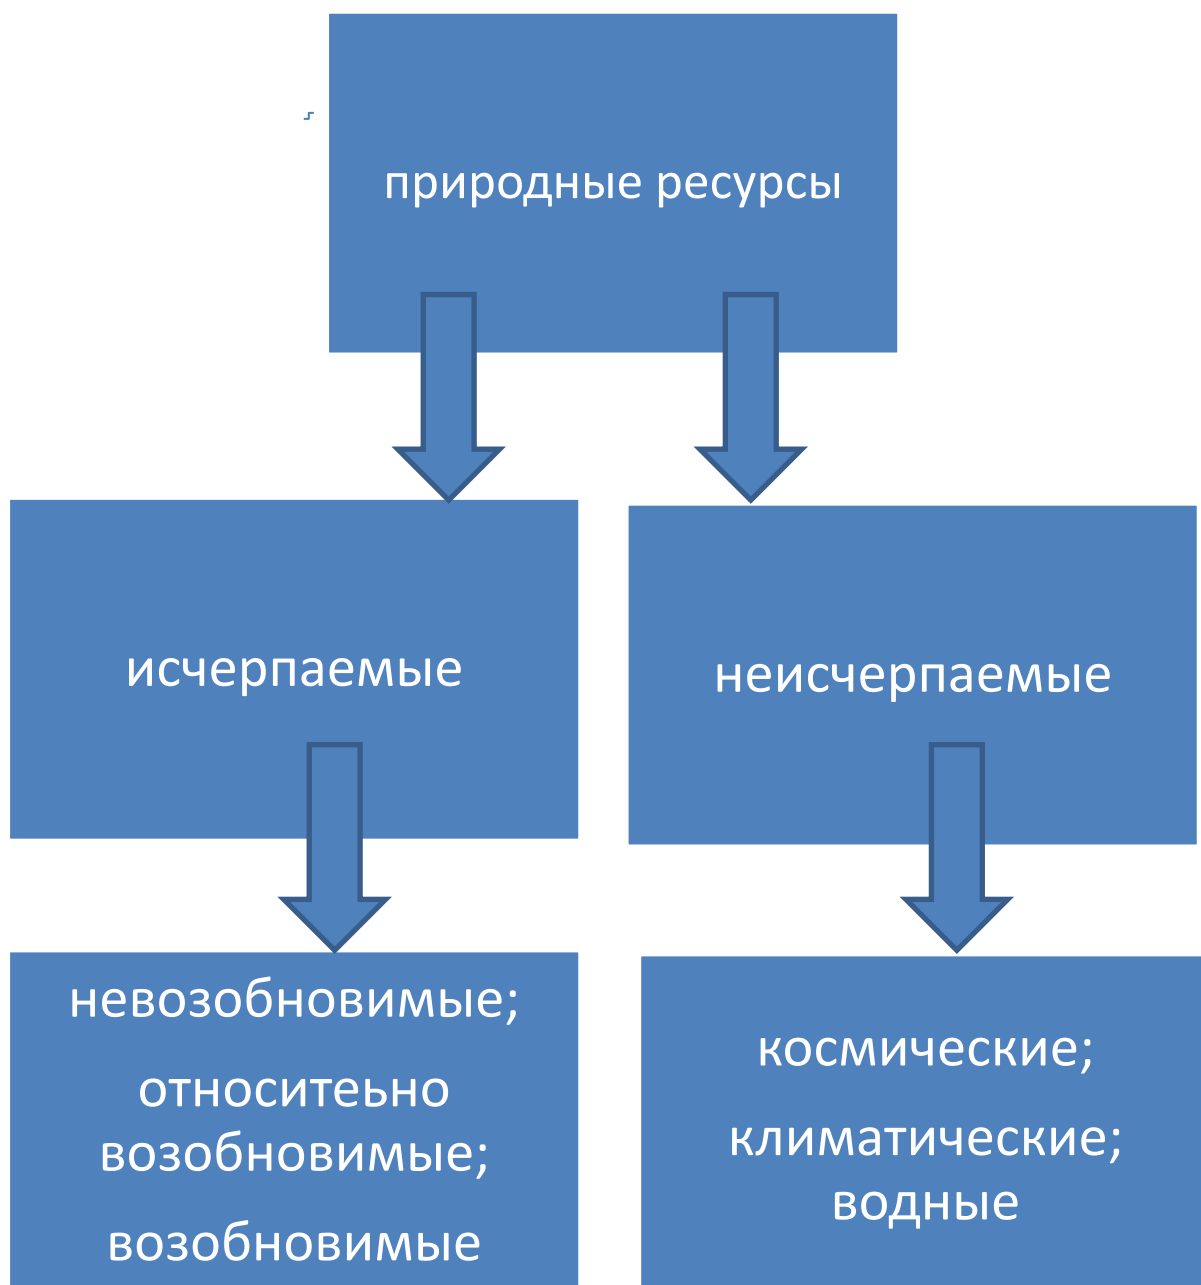 природные ресурсы
исчерпаемые
неисчерпаемые
невозобновимые;
относитеьно
возобновимые;
возобновимые
космические;
климатические;
водные